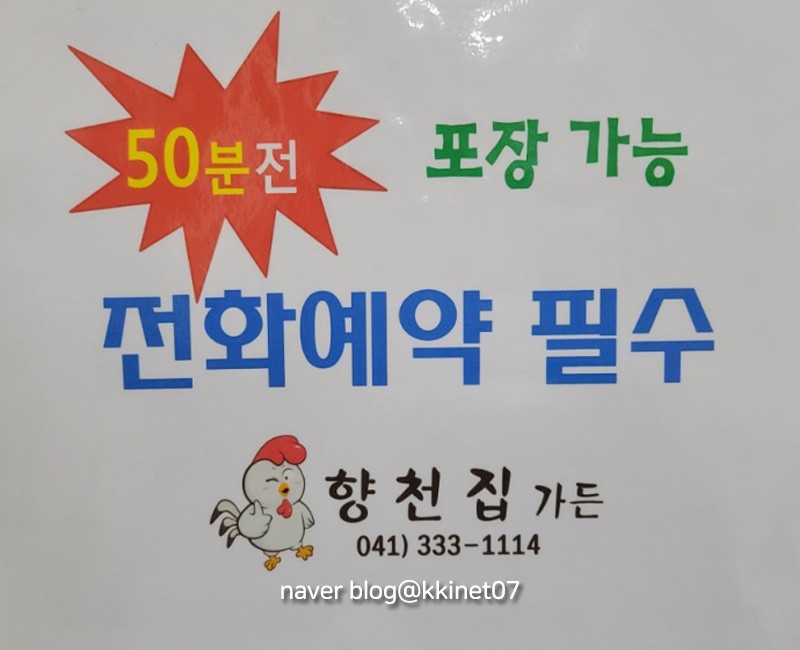 50분전
포장 가능
전화예약 필수
향천집 가든
041) 333-1114
naver blog@kkinet07